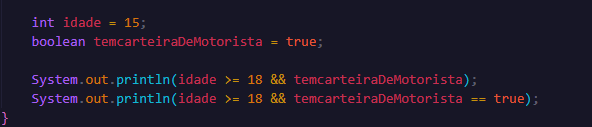 int idade = 15;
boolean temcarteiraDeMotorista = true;
System.out.println(idade >= 18 && temcarteiraDeMotorista);
System.out.println(idade >= 18 && temcarteiraDeMotorista == true);
}